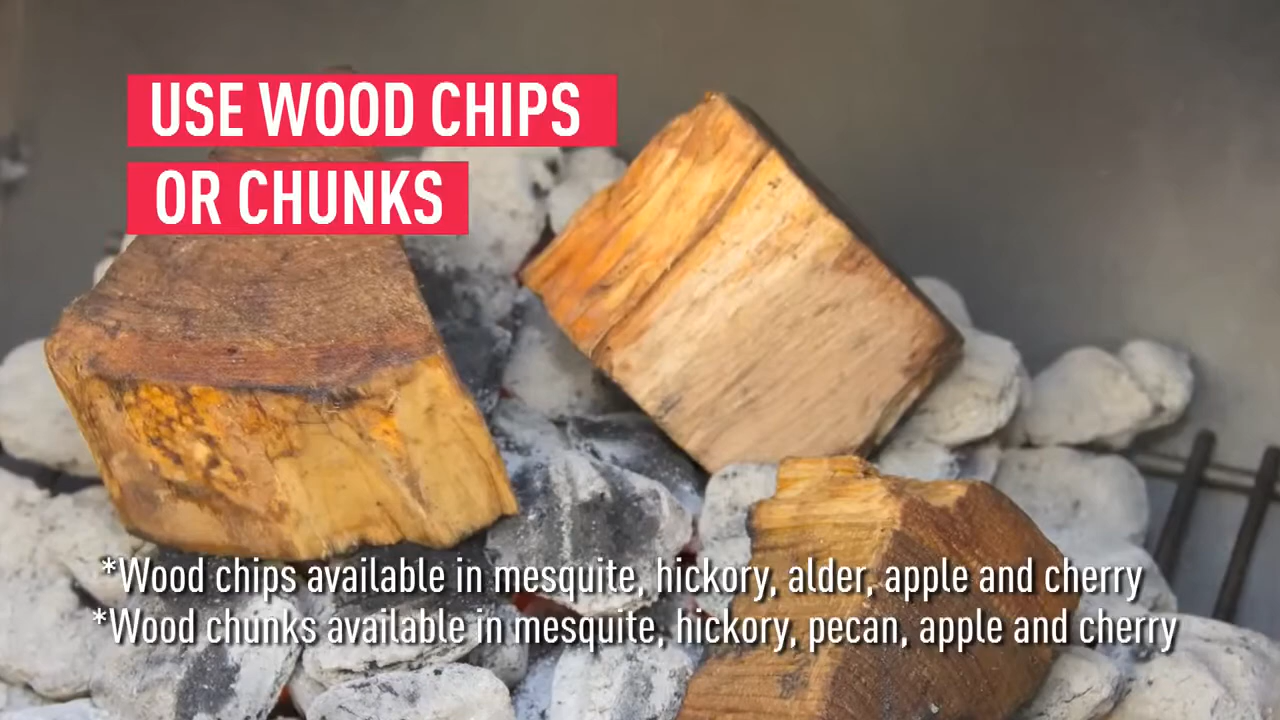 USE WOOD CHIPS
OR CHUNKS
*Wood chips available in mesquite, hickory, alder, apple and cherry
*Wood chunks available in mesquite, hickory, pecan, apple and cherry